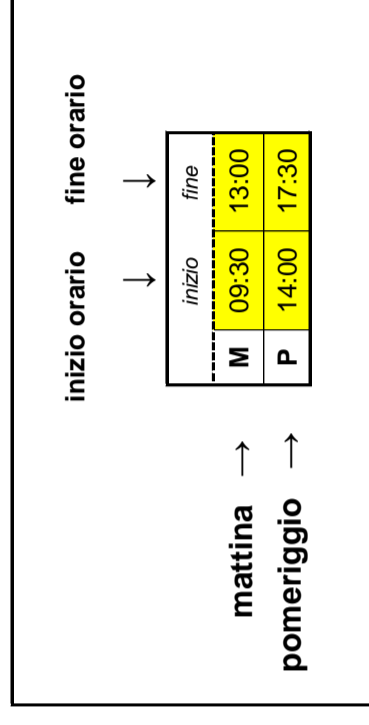 inizio orario fine orario
↓ ↓
inizio fine
mattina → M 09:30 13:00
pomeriggio → P 14:00 17:30